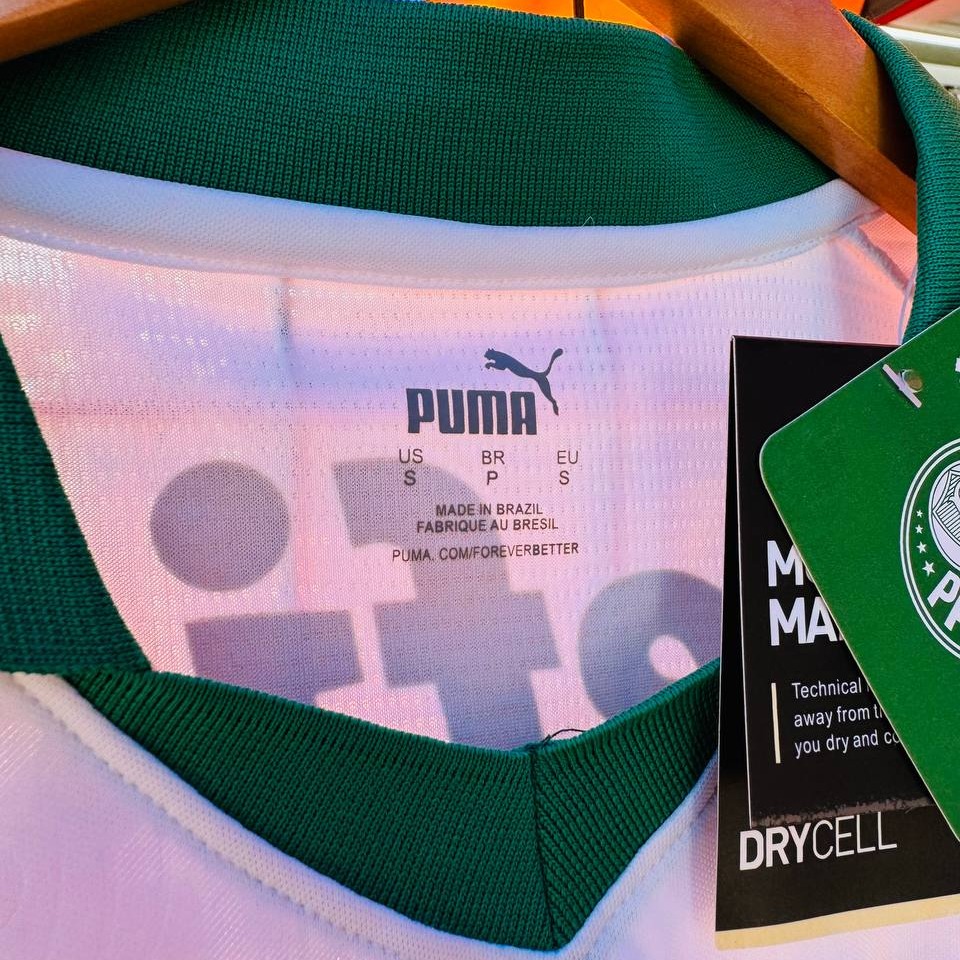 PUMA
US BR EU
S P S
MADE IN BRAZIL
FABRIQUE AU BRESIL
PUMA. COM/FOREVERBETTER
Technical
away from
you dry and
DRYCELL